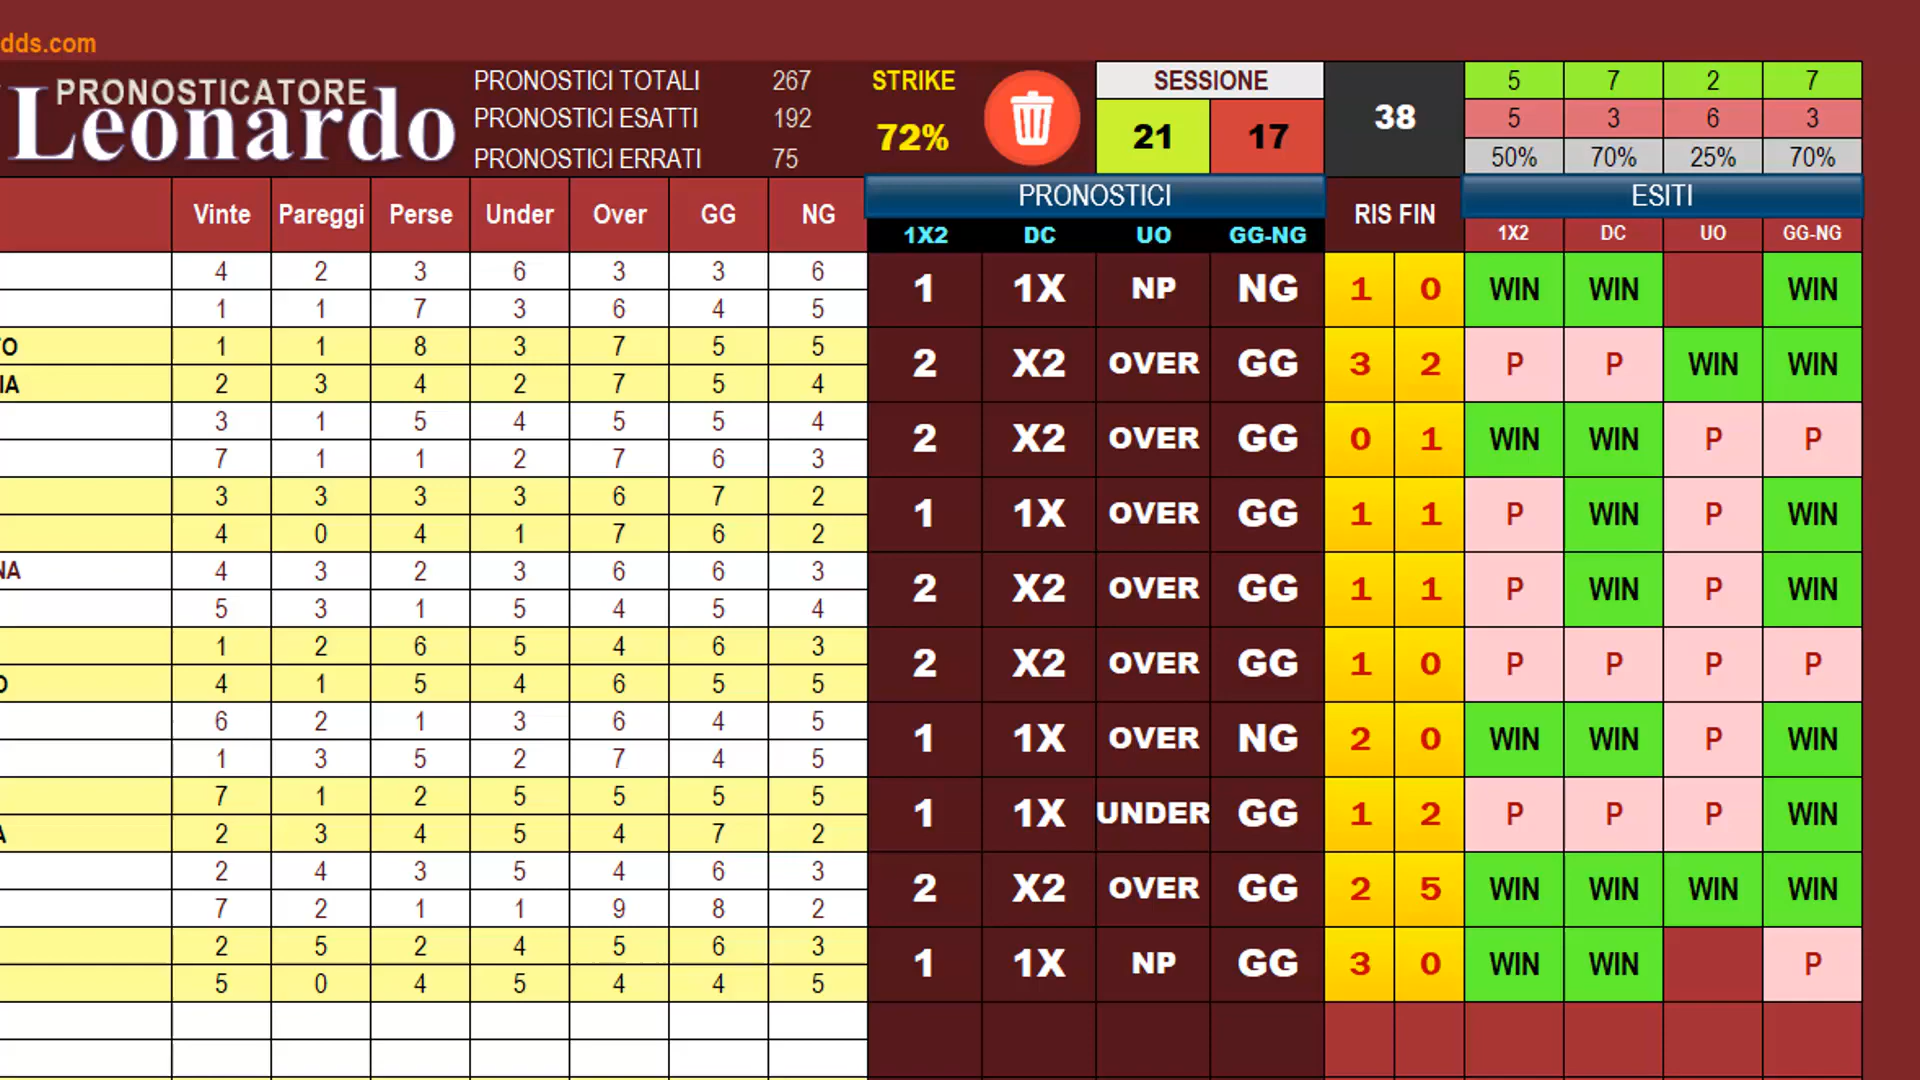 dds.com
PRONOSTICATORE
Leonardo
PRONOSTICI TOTALI 267
PRONOSTICI ESATTI 192
PRONOSTICI ERRATI 75
STRIKE
72%
SESSIONE
21 17
38
5 7 2 7
5 3 6 3
50% 70% 25% 70%
Vinte Pareggi Perse Under Over GG NG
PRONOSTICI
1X2 DC UO GG-NG
RIS FIN
ESITI
1X2 DC UO GG-NG
4 2 3 6 3 3 6
1 1 7 3 6 4 5
1 1X NP NG 1 0 WIN WIN WIN
TO 1 1 8 3 7 5 5
IA 2 3 4 2 7 5 4
2 X2 OVER GG 3 2 P P WIN WIN
3 1 5 4 5 5 4
7 1 1 2 7 6 3
2 X2 OVER GG 0 1 WIN WIN P P
3 3 3 3 6 7 2
4 0 4 1 7 6 2
1 1X OVER GG 1 1 P WIN P WIN
NA 4 3 2 3 6 6 3
5 3 1 5 4 5 4
2 X2 OVER GG 1 1 P WIN P WIN
1 2 6 5 4 6 3
O 4 1 5 4 6 5 5
2 X2 OVER GG 1 0 P P P P
6 2 1 3 6 4 5
1 3 5 2 7 4 5
1 1X OVER NG 2 0 WIN WIN P WIN
7 1 2 5 5 5 5
A 2 3 4 5 4 7 2
1 1X UNDER GG 1 2 P P P WIN
2 4 3 5 4 6 3
7 2 1 1 9 8 2
2 X2 OVER GG 2 5 WIN WIN WIN WIN
2 5 2 4 5 6 3
5 0 4 5 4 4 5
1 1X NP GG 3 0 WIN WIN P